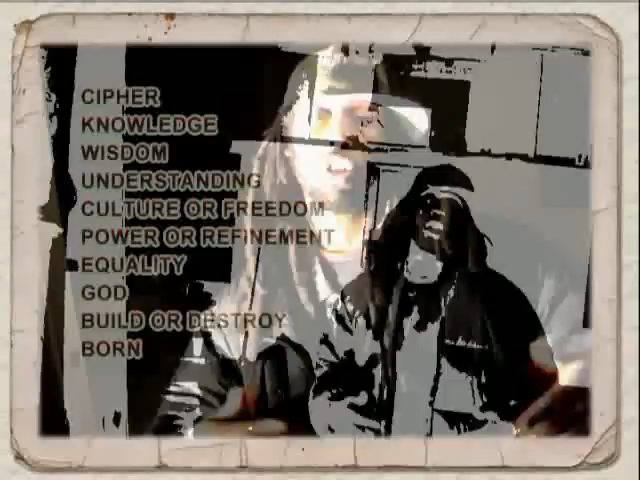 CIPHER
KNOWLEDGE
WISDOM
UNDERSTANDING
CULTURE OR FREEDOM
POWER OR REFINEMENT
EQUALITY
GOD
BUILD OR DESTROY
BORN